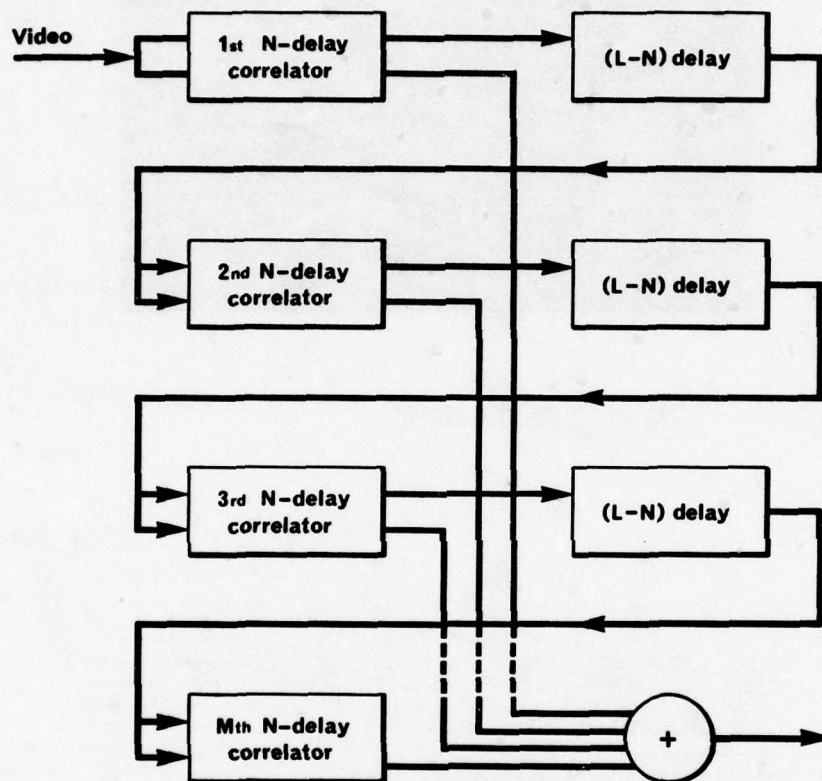 Video
1st N-delay
correlator
(L-N) delay
2nd N-delay
correlator
(L-N) delay
3rd N-delay
correlator
(L-N) delay
Mth N-delay
correlator
+